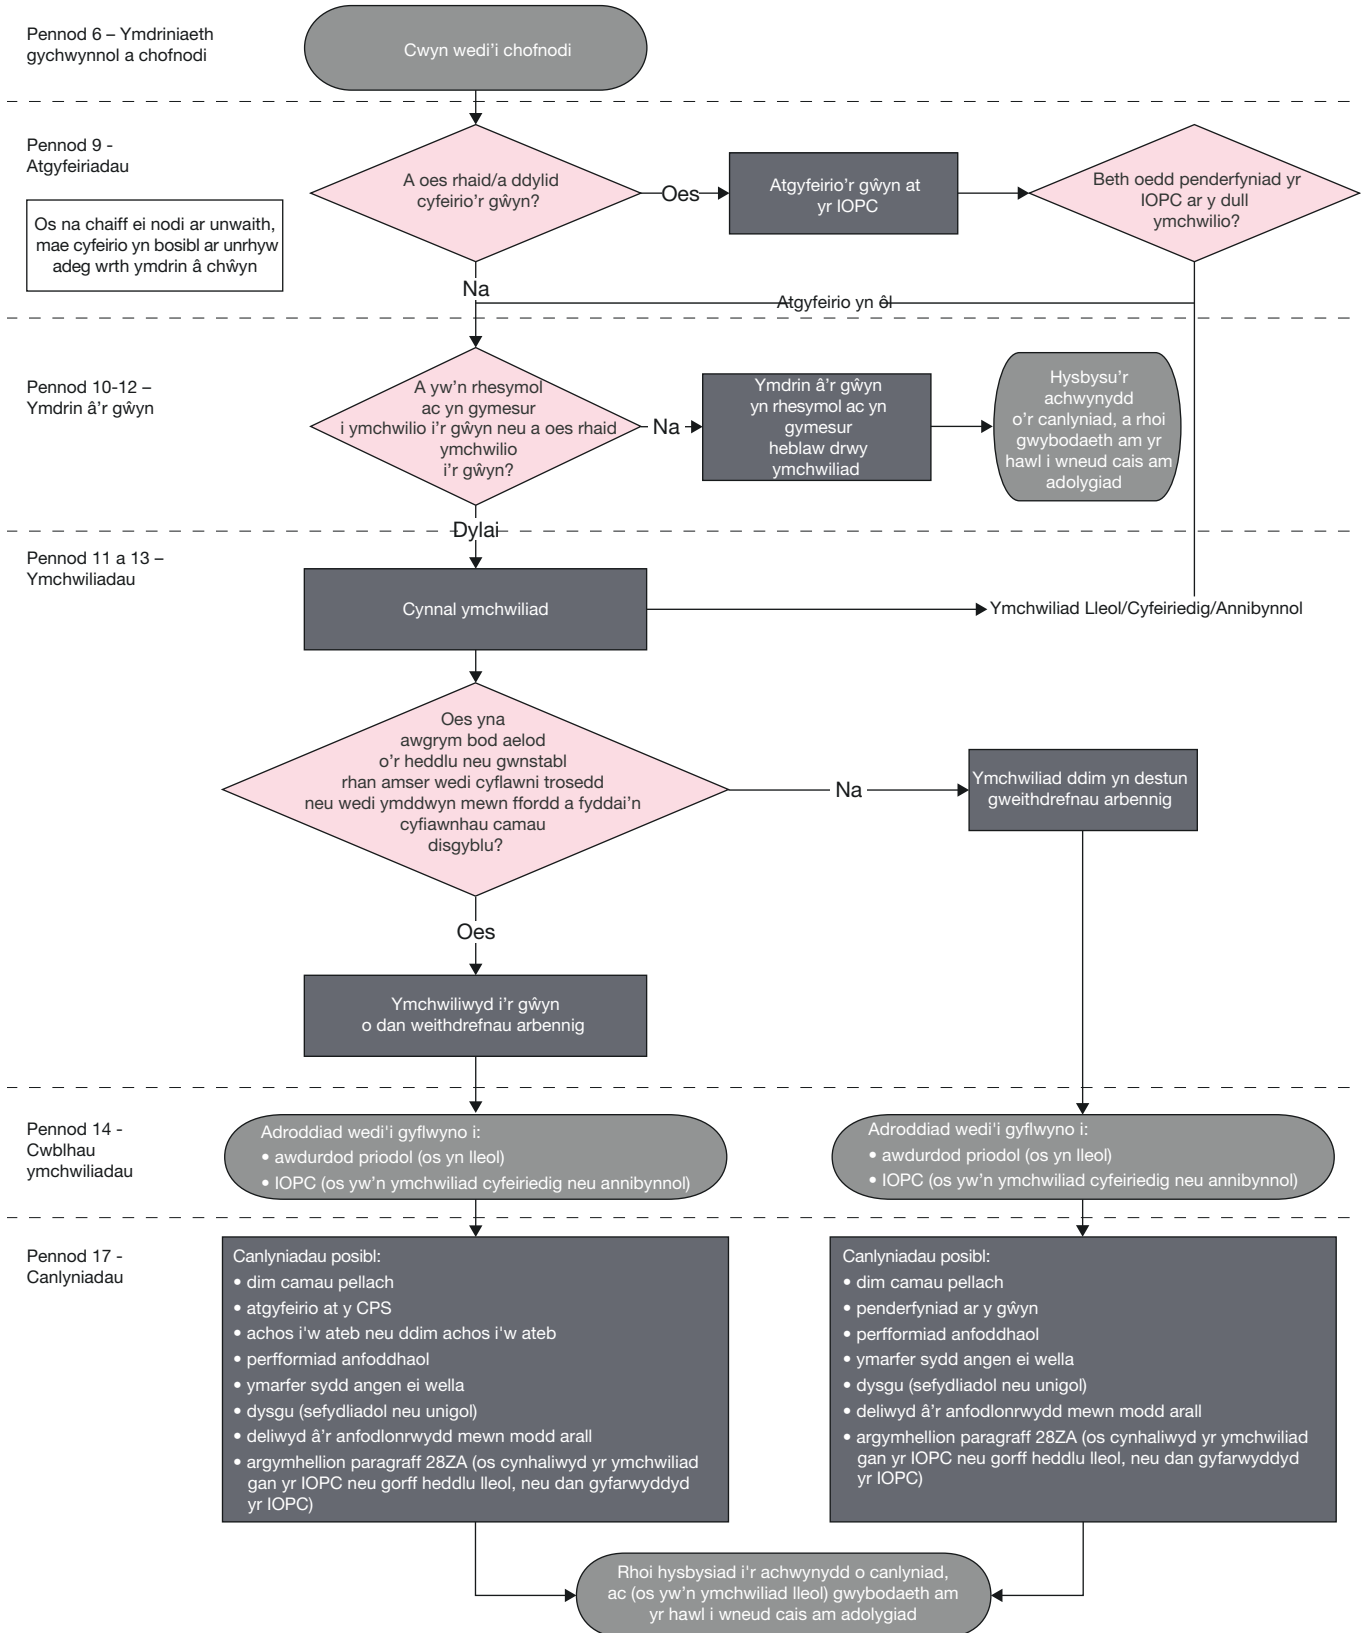 Pennod 6 – Ymdriniaeth
gychwynnol a chofnodi
Cwyn wedi’i chofnodi
Pennod 9 -
Atgyfeiriadau
Os na chaiff ei nodi ar unwaith,
mae cyfeirio yn bosibl ar unrhyw
adeg wrth ymdrin â chŵyn
A oes rhaid/a ddylid
cyfeirio’r gŵyn?
Oes
Atgyfeirio’r gŵyn at
yr IOPC
Beth oedd penderfyniad yr
IOPC ar y dull
ymchwilio?
Na
Atgyfeirio yn ôl
Pennod 10-12 –
Ymdrin â’r gŵyn
A yw’n rhesymol
ac yn gymesur
i ymchwilio i’r gŵyn neu a oes rhaid
ymchwilio
i’r gŵyn?
Na
Ymdrin â’r gŵyn
yn rhesymol ac yn
gymesur
heblaw drwy
ymchwiliad
Hysbysu’r
achwynydd
o’r canlyniad, a rhoi
gwybodaeth am yr
hawl i wneud cais am
adolygiad
Dylai
Pennod 11 a 13 –
Ymchwiliadau
Cynnal ymchwiliad
Ymchwiliad Lleol/Cyfeiriedig/Annibynnol
Oes yna
awgrym bod aelod
o’r heddlu neu gwnstabl
rhan amser wedi cyflawni trosedd
neu wedi ymddwyn mewn ffordd a fyddai’n
cyfiawnhau camau
disgyblu?
Na
Ymchwiliad ddim yn destun
gweithdrefnau arbennig
Oes
Ymchwiliwyd i’r gŵyn
o dan weithdrefnau arbennig
Pennod 14 -
Cwblhau
ymchwiliadau
Adroddiad wedi'i gyflwyno i:
• awdurdod priodol (os yn lleol)
• IOPC (os yw’n ymchwiliad cyfeiriedig neu annibynnol)
Adroddiad wedi'i gyflwyno i:
• awdurdod priodol (os yn lleol)
• IOPC (os yw’n ymchwiliad cyfeiriedig neu annibynnol)
Pennod 17 -
Canlyniadau
Canlyniadau posibl:
• dim camau pellach
• atgyfeirio at y CPS
• achos i'w ateb neu ddim achos i'w ateb
• perfformiad anfoddhaol
• ymarfer sydd angen ei wella
• dysgu (sefydliadol neu unigol)
• deliwyd â’r anfodlonrwydd mewn modd arall
• argymhellion paragraff 28ZA (os cynhaliwyd yr ymchwiliad
gan yr IOPC neu gorff heddlu lleol, neu dan gyfarwyddyd
yr IOPC)
Canlyniadau posibl:
• dim camau pellach
• penderfyniad ar y gŵyn
• perfformiad anfoddhaol
• ymarfer sydd angen ei wella
• dysgu (sefydliadol neu unigol)
• deliwyd â’r anfodlonrwydd mewn modd arall
• argymhellion paragraff 28ZA (os cynhaliwyd yr ymchwiliad
gan yr IOPC neu gorff heddlu lleol, neu dan gyfarwyddyd
yr IOPC)
Rhoi hysbysiad i'r achwynydd o canlyniad,
ac (os yw’n ymchwiliad lleol) gwybodaeth am
yr hawl i wneud cais am adolygiad